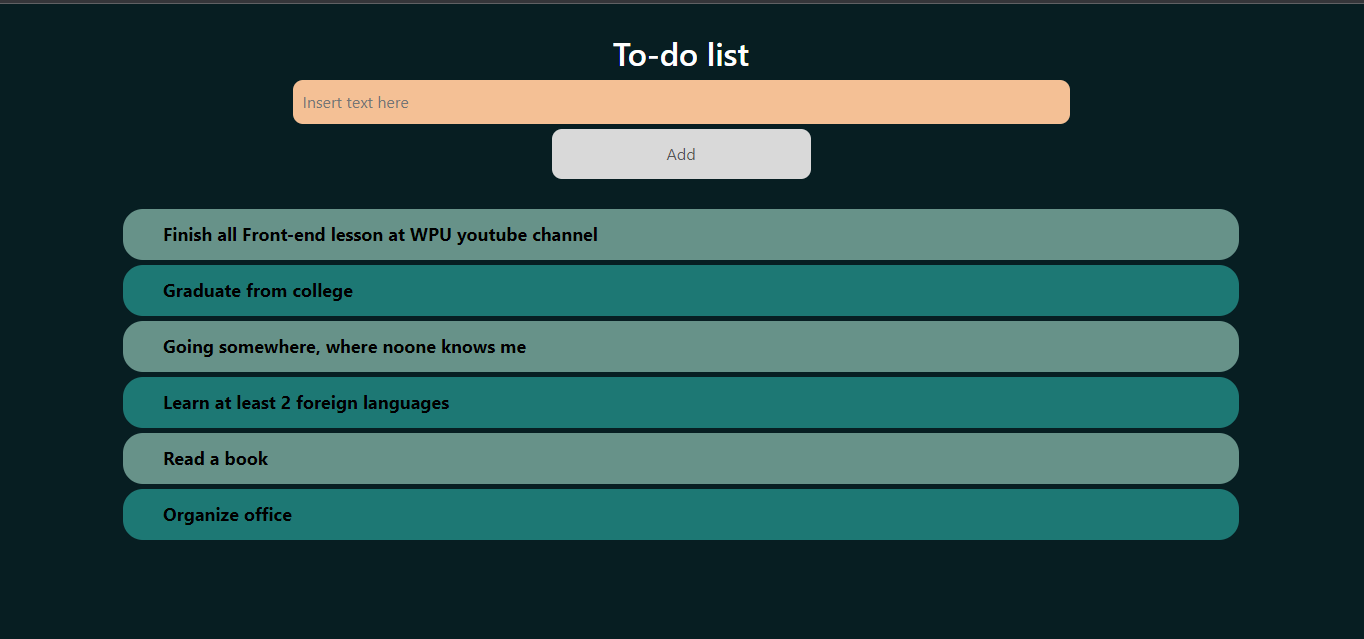 To-do list
Insert text here
Add
Finish all Front-end lesson at WPU youtube channel
Graduate from college
Going somewhere, where noone knows me
Learn at least 2 foreign languages
Read a book
Organize office